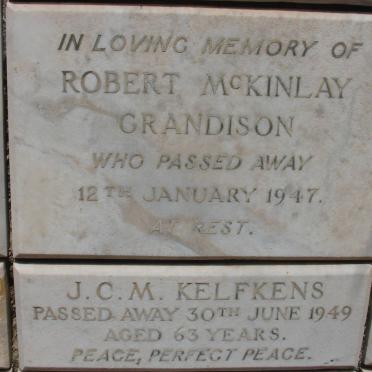 IN LOVING MEMORY OF
ROBERT McKINLAY
GRANDISON
WHO PASSED AWAY
12TH JANUARY 1947.
AT REST.
J.C.M. KELFKENS
PASSED AWAY 30TH JUNE 1949
AGED 63 YEARS.
PEACE, PERFECT PEACE.